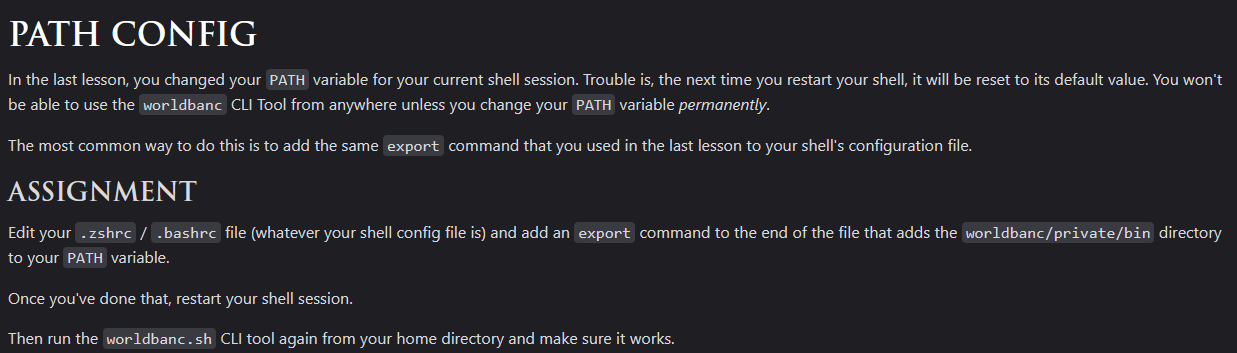 PATH CONFIG
In the last lesson, you changed your PATH variable for your current shell session. Trouble is, the next time you restart your shell, it will be reset to its default value. You won't
be able to use the worldbanc CLI Tool from anywhere unless you change your PATH variable permanently.
The most common way to do this is to add the same export command that you used in the last lesson to your shell's configuration file.
ASSIGNMENT
Edit your .zshrc / .bashrc file (whatever your shell config file is) and add an export command to the end of the file that adds the worldbanc/private/bin directory
to your PATH variable.
Once you've done that, restart your shell session.
Then run the worldbanc.sh CLI tool again from your home directory and make sure it works.